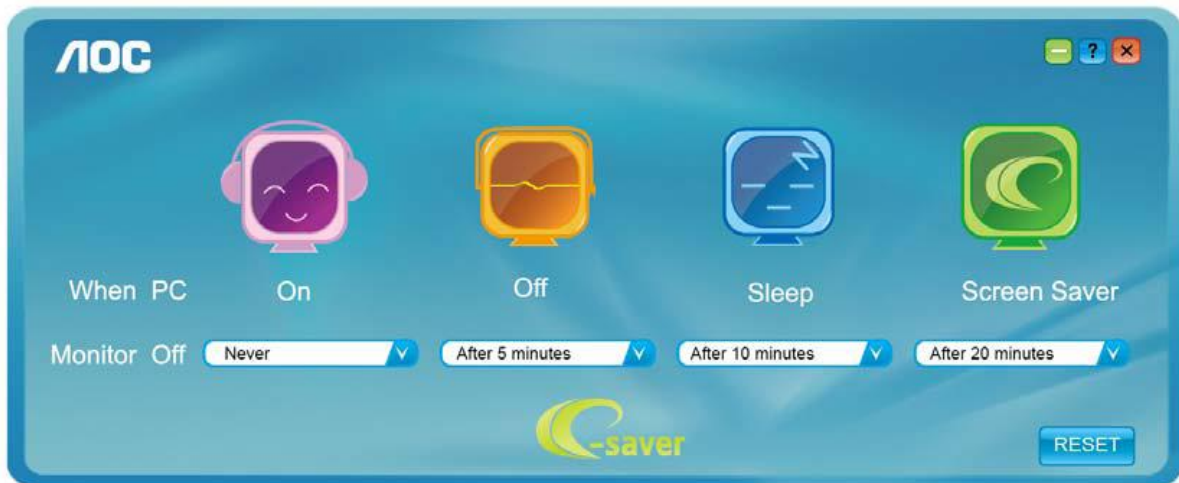 AOC
?
When PC On Off Sleep Screen Saver
Monitor Off Never After 5 minutes After 10 minutes After 20 minutes
e-saver
RESET